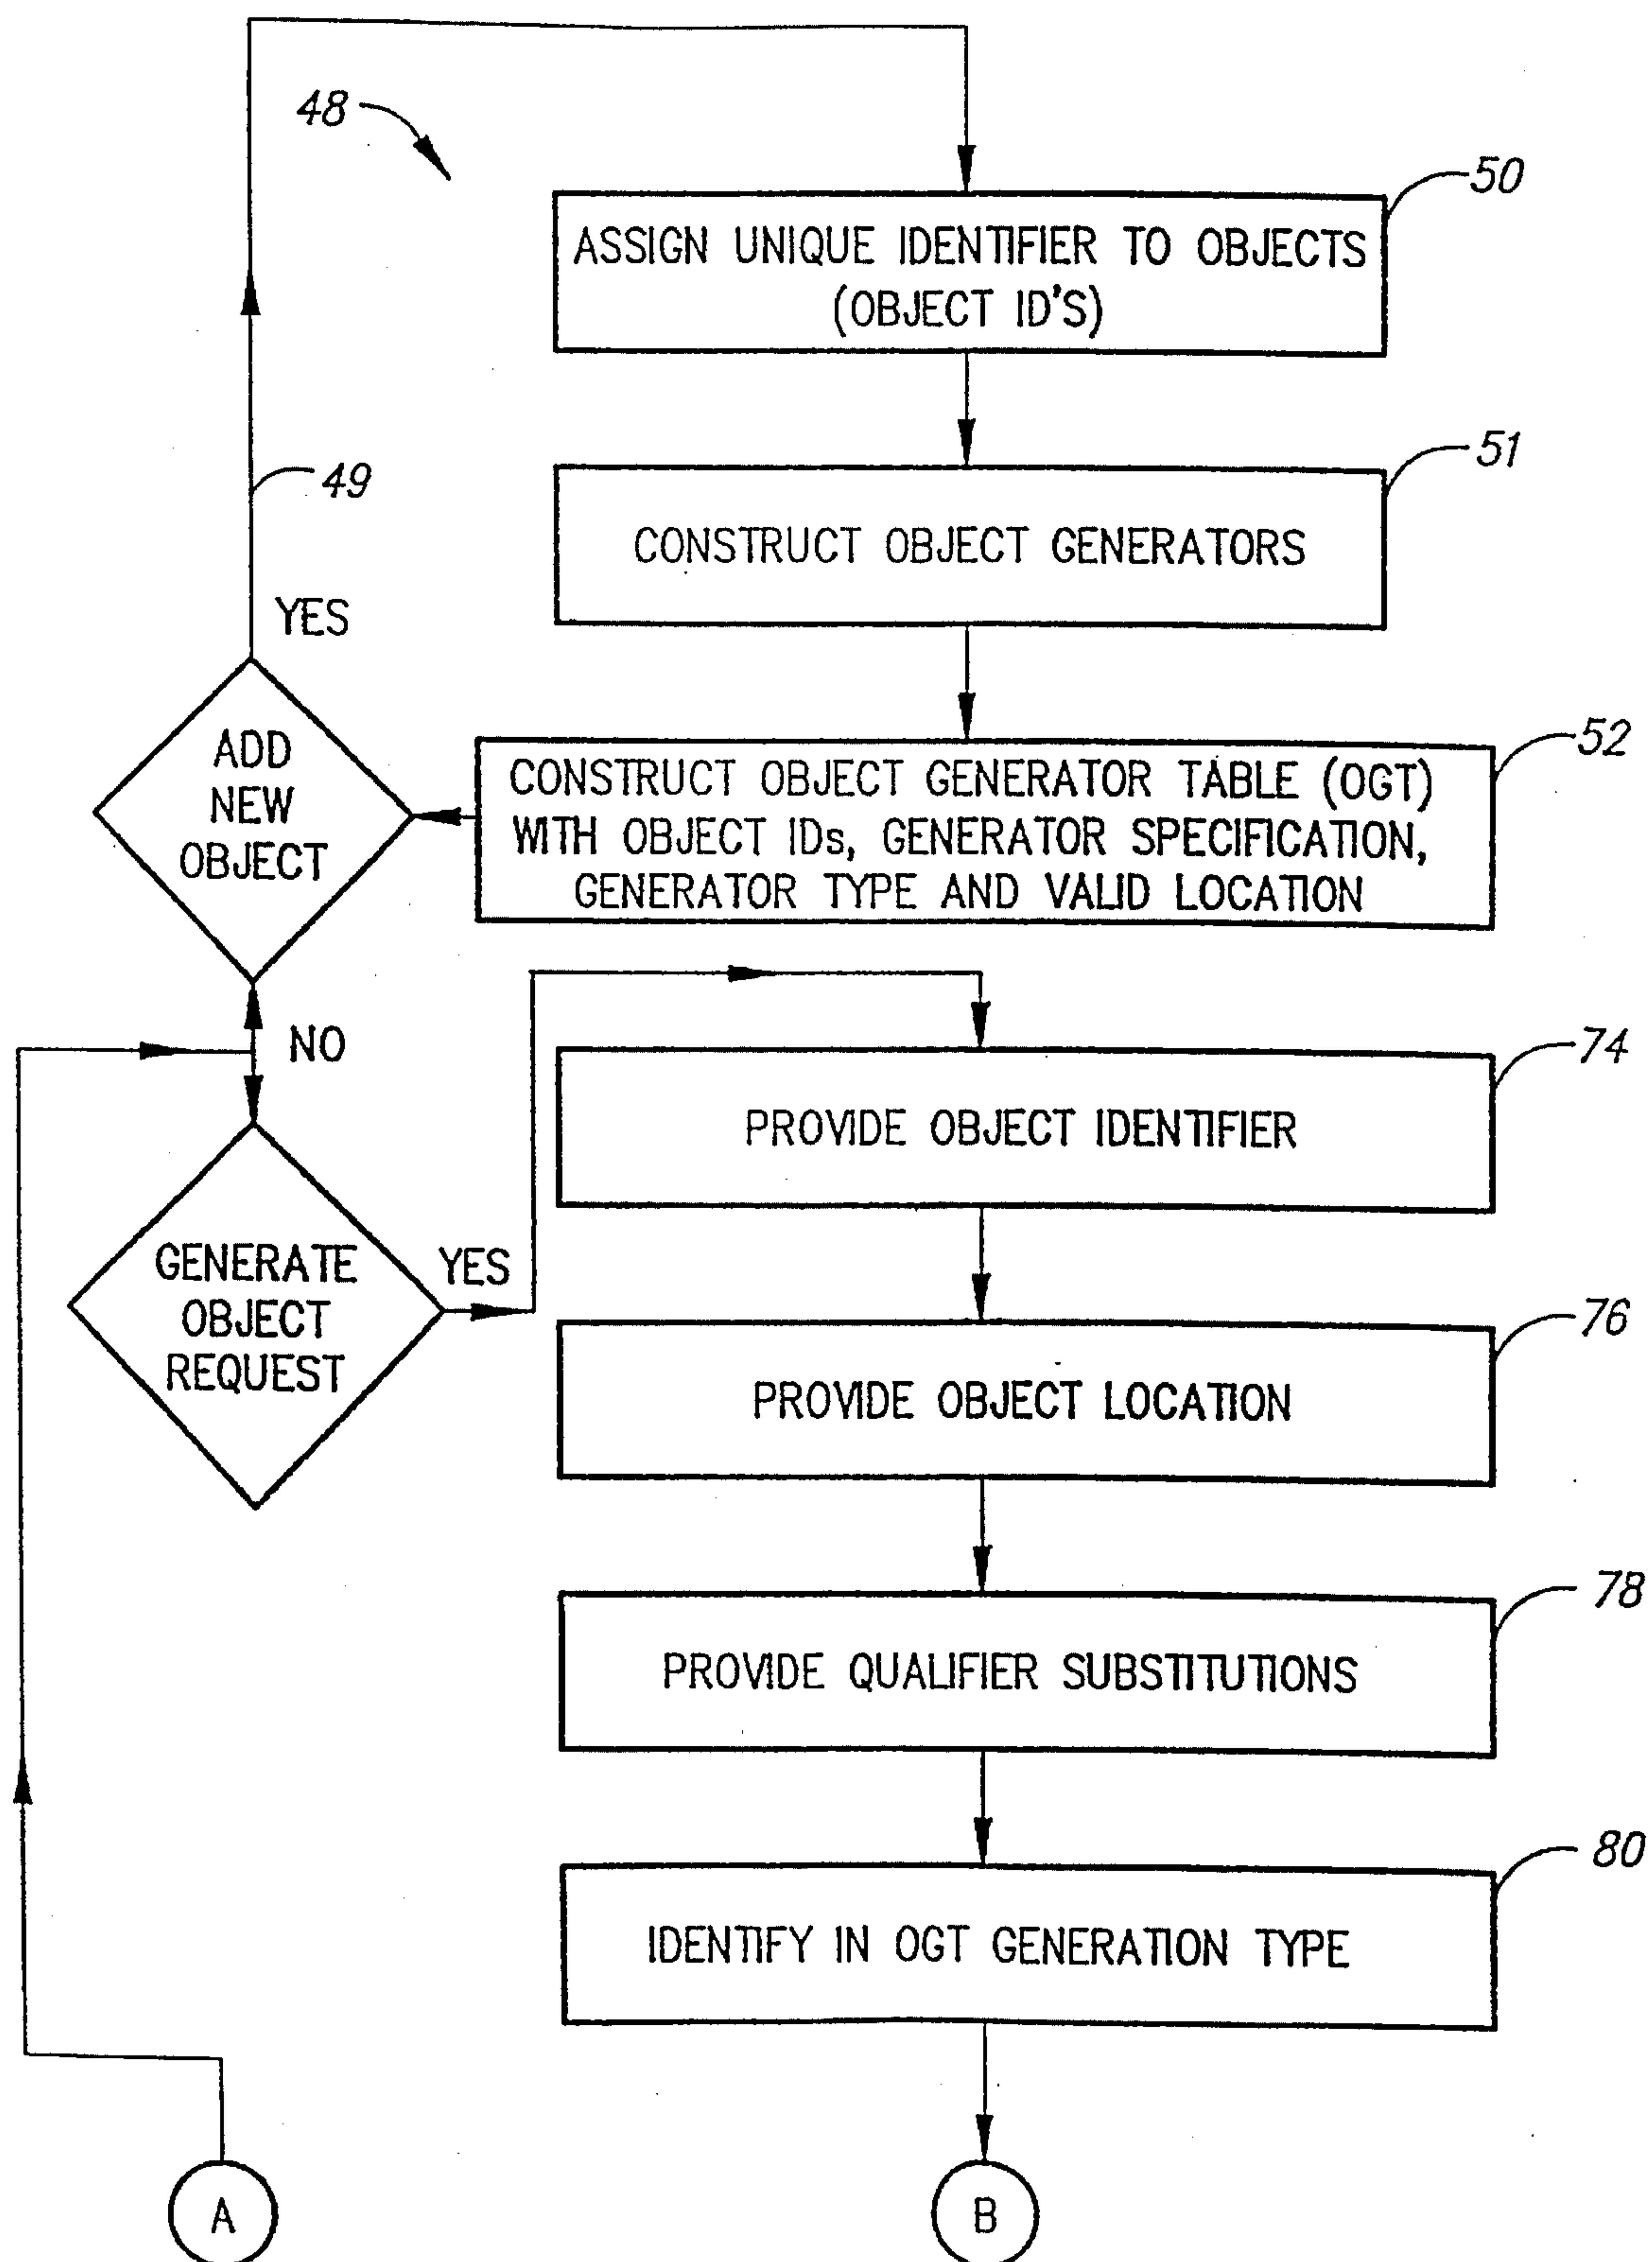 48
50
ASSIGN UNIQUE IDENTIFIER TO OBJECTS
(OBJECT ID'S)
51
49
CONSTRUCT OBJECT GENERATORS
YES
52
ADD
NEW
OBJECT
CONSTRUCT OBJECT GENERATOR TABLE (OGT)
WITH OBJECT IDs, GENERATOR SPECIFICATION,
GENERATOR TYPE AND VALID LOCATION
NO
74
PROVIDE OBJECT IDENTIFIER
GENERATE
OBJECT
REQUEST
YES
76
PROVIDE OBJECT LOCATION
78
PROVIDE QUALIFIER SUBSTITUTIONS
80
IDENTIFY IN OGT GENERATION TYPE
A
B